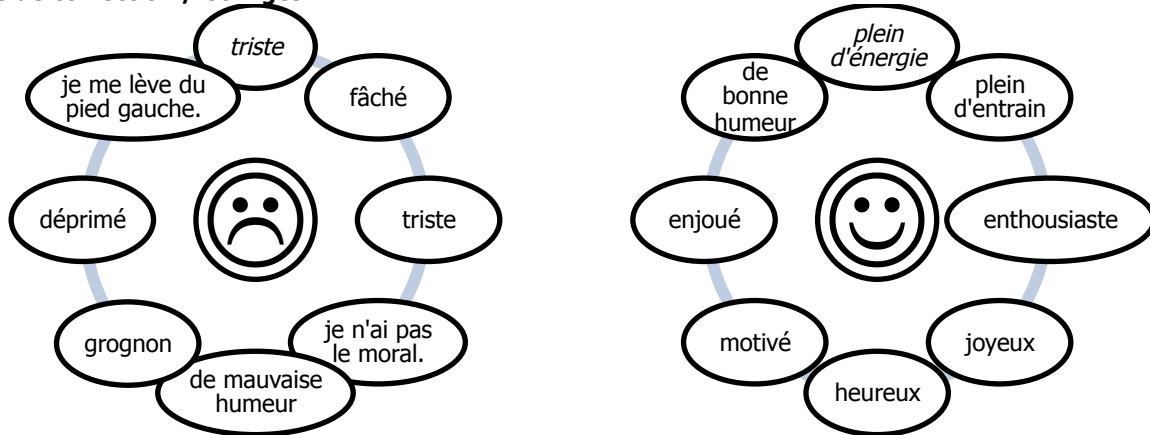 triste
je me lève du
pied gauche.
fâché
déprimé
triste
grognon
je n'ai pas
le moral.
de mauvaise
humeur
plein
d'énergie
de
bonne
humeur
plein
d'entrain
enjoué
enthousiaste
motivé
joyeux
heureux